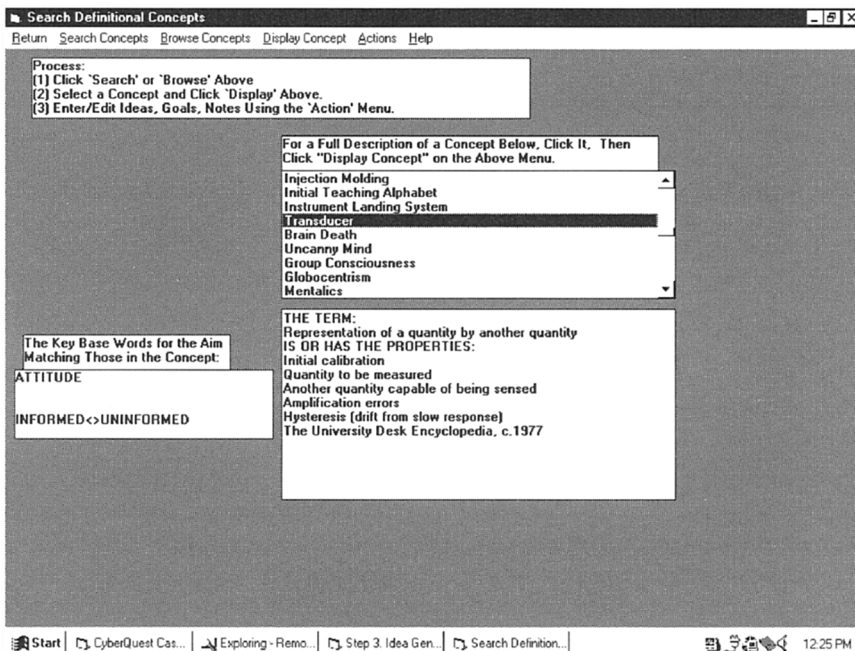 Search Definitional Concepts
Return Search Concepts Browse Concepts Display Concept Actions Help
Process:
(1) Click `Search' or `Browse' Above
(2) Select a Concept and Click `Display' Above.
(3) Enter/Edit Ideas, Goals, Notes Using the `Action' Menu.
For a Full Description of a Concept Below, Click It, Then
Click "Display Concept" on the Above Menu.
Injection Molding
Initial Teaching Alphabet
Instrument Landing System
Transducer
Brain Death
Uncanny Mind
Group Consciousness
Globocentrism
Mentalics
The Key Base Words for the Aim
Matching Those in the Concept:
ATTITUDE
INFORMED<>UNINFORMED
THE TERM:
Representation of a quantity by another quantity
IS OR HAS THE PROPERTIES:
Initial calibration
Quantity to be measured
Another quantity capable of being sensed
Amplification errors
Hysteresis (drift from slow response)
The University Desk Encyclopedia, c.1977
Start CyberQuest Cas... Exploring - Remo... Step 3. Idea Gen... Search Definition... 12:25 PM